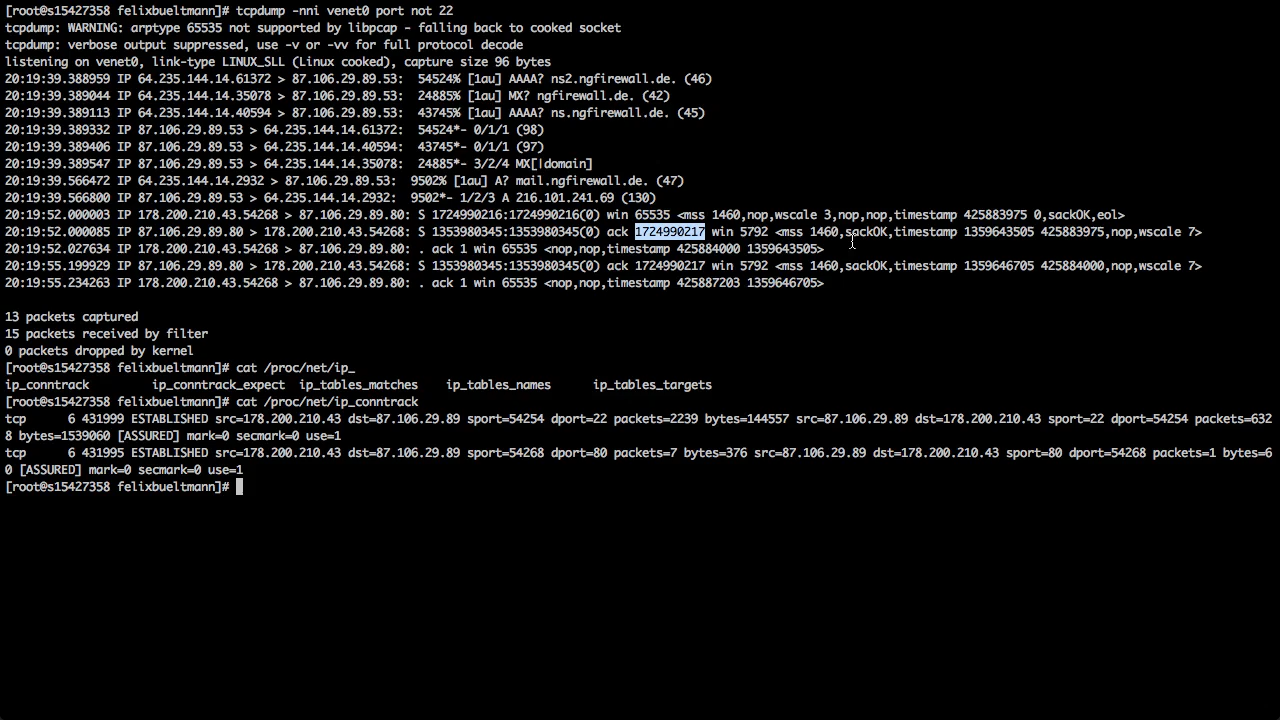 [root@s15427358 felixbueltmann]# tcpdump -nni venet0 port not 22
tcpdump: WARNING: arptype 65535 not supported by libpcap - falling back to cooked socket
tcpdump: verbose output suppressed, use -v or -vv for full protocol decode
listening on venet0, link-type LINUX_SLL (Linux cooked), capture size 96 bytes
20:19:39.388959 IP 64.235.144.14.61372 > 87.106.29.89.53:  54524% [1au] AAAA? ns2.ngfirewall.de. (46)
20:19:39.389044 IP 64.235.144.14.35078 > 87.106.29.89.53:  24885% [1au] MX? ngfirewall.de. (42)
20:19:39.389113 IP 64.235.144.14.40594 > 87.106.29.89.53:  43745% [1au] AAAA? ns.ngfirewall.de. (45)
20:19:39.389332 IP 87.106.29.89.53 > 64.235.144.14.61372:  54524*- 0/1/1 (98)
20:19:39.389406 IP 87.106.29.89.53 > 64.235.144.14.40594:  43745*- 0/1/1 (97)
20:19:39.389547 IP 87.106.29.89.53 > 64.235.144.14.35078:  24885*- 3/2/4 MX[|domain]
20:19:39.566472 IP 64.235.144.14.2932 > 87.106.29.89.53:  9502% [1au] A? mail.ngfirewall.de. (47)
20:19:39.566800 IP 87.106.29.89.53 > 64.235.144.14.2932:  9502*- 1/2/3 A 216.101.241.69 (130)
20:19:52.000003 IP 178.200.210.43.54268 > 87.106.29.89.80: S 1724990216:1724990216(0) win 65535 <mss 1460,nop,wscale 3,nop,nop,timestamp 425883975 0,sackOK,eol>
20:19:52.000085 IP 87.106.29.89.80 > 178.200.210.43.54268: S 1353980345:1353980345(0) ack 1724990217 win 5792 <mss 1460,sackOK,timestamp 1359643505 425883975,nop,wscale 7>
20:19:52.027634 IP 178.200.210.43.54268 > 87.106.29.89.80: . ack 1 win 65535 <nop,nop,timestamp 425884000 1359643505>
20:19:55.199929 IP 87.106.29.89.80 > 178.200.210.43.54268: S 1353980345:1353980345(0) ack 1724990217 win 5792 <mss 1460,sackOK,timestamp 1359646705 425884000,nop,wscale 7>
20:19:55.234263 IP 178.200.210.43.54268 > 87.106.29.89.80: . ack 1 win 65535 <nop,nop,timestamp 425887203 1359646705>
13 packets captured
15 packets received by filter
0 packets dropped by kernel
[root@s15427358 felixbueltmann]# cat /proc/net/ip_
ip_conntrack         ip_conntrack_expect  ip_tables_matches    ip_tables_names      ip_tables_targets
[root@s15427358 felixbueltmann]# cat /proc/net/ip_conntrack
tcp      6 431999 ESTABLISHED src=178.200.210.43 dst=87.106.29.89 sport=54254 dport=22 packets=2239 bytes=144557 src=87.106.29.89 dst=178.200.210.43 sport=22 dport=54254 packets=632
8 bytes=1539060 [ASSURED] mark=0 secmark=0 use=1
tcp      6 431995 ESTABLISHED src=178.200.210.43 dst=87.106.29.89 sport=54268 dport=80 packets=7 bytes=376 src=87.106.29.89 dst=178.200.210.43 sport=80 dport=54268 packets=1 bytes=6
0 [ASSURED] mark=0 secmark=0 use=1
[root@s15427358 felixbueltmann]#